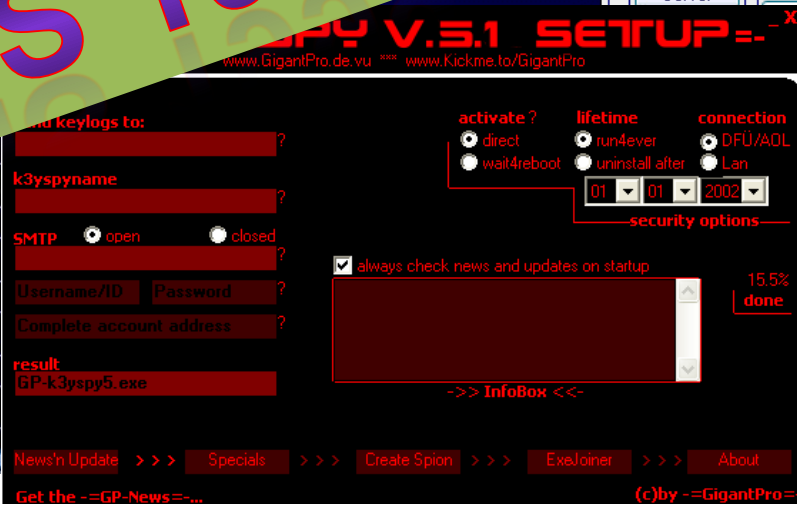 SPY V.5.1 SETUP=-
_ X
www.GigantPro.de.vu *** www.Kickme.to/GigantPro
keylogs to:
?
k3yspyname
?
SMTP open closed
?
Username/ID Password ?
Complete account address ?
result
GP-k3yspy5.exe
activate ? lifetime connection
direct run4ever DFÜ/AOL
wait4reboot uninstall after Lan
01 01 2002
security options
always check news and updates on startup
15.5%
done
->> InfoBox <<-
News'n Update > > > Specials > > > Create Spion > > > ExeJoiner > > > About
Get the -=GP-News=-...
(c)by -=GigantPro=-